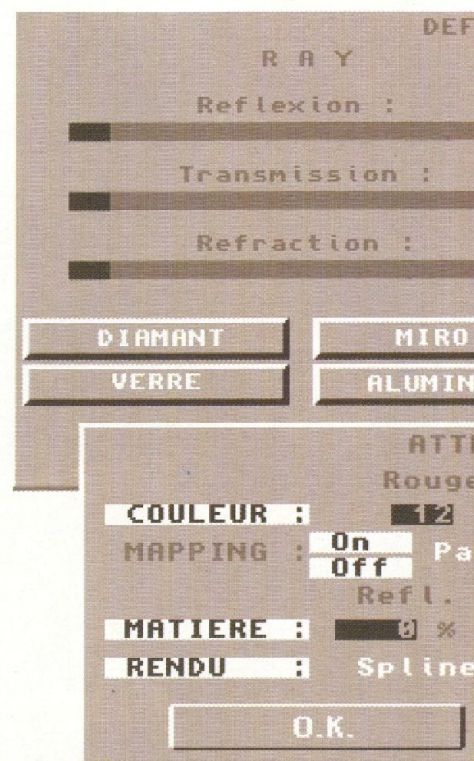 DEF
R A Y
Reflexion :
Transmission :
Refraction :
DIAMANT MIRO
VERRE ALUMIN
ATTI
Rouge
COULEUR : 12
MAPPING : On Pa
Off
Refl.
MATIERE : 0 %
RENDU : Spline
O.K.